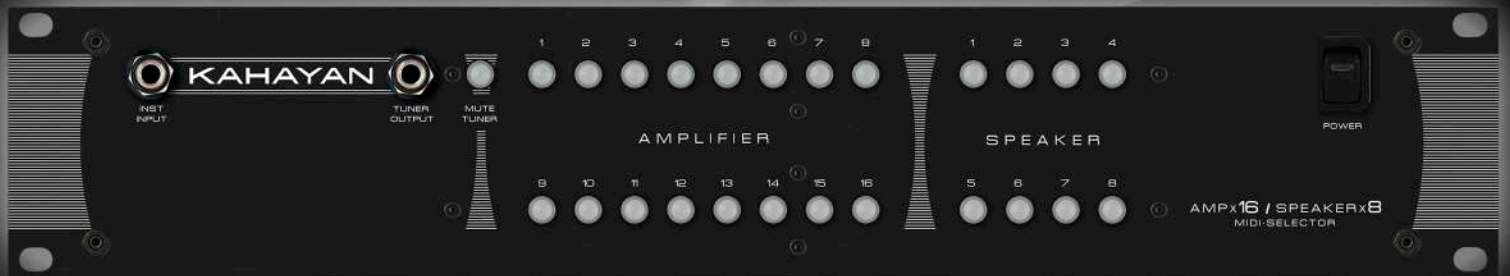 KAHAYAN
INST
INPUT
TUNER
OUTPUT
MUTE
TUNER
1 2 3 4 5 6 7 8
AMPLIFIER
9 10 11 12 13 14 15 16
1 2 3 4
SPEAKER
5 6 7 8
POWER
AMPx16 / SPEAKERx8
MIDI-SELECTOR